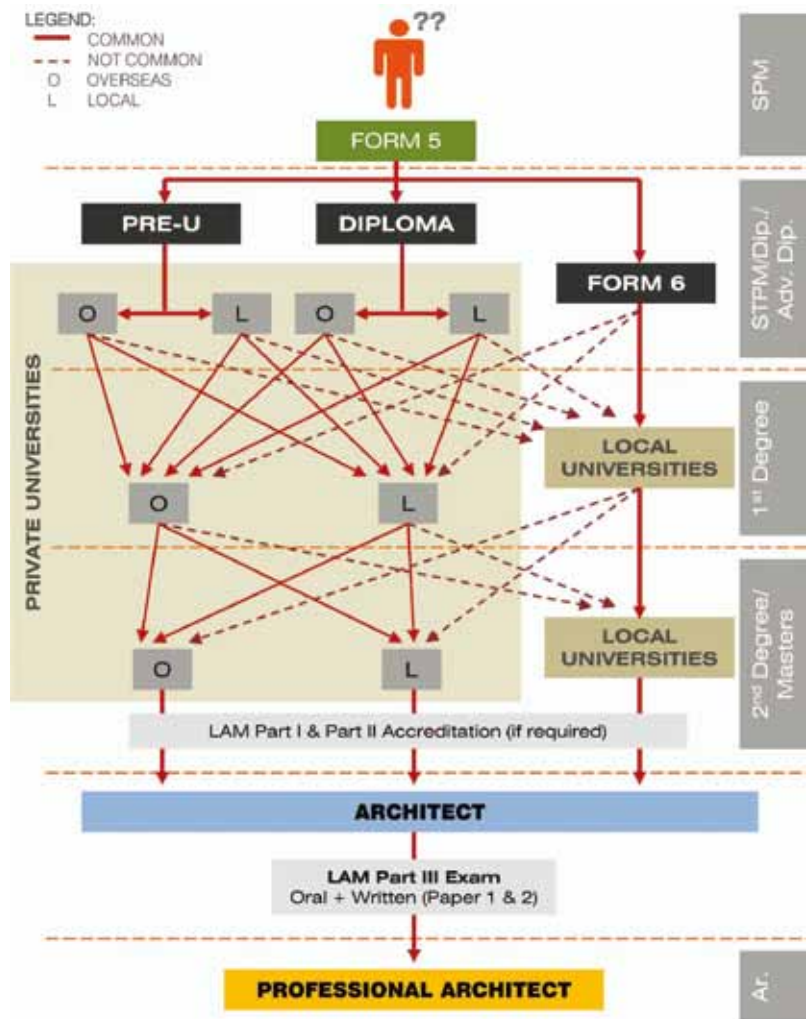 LEGEND:
COMMON
NOT COMMON
O OVERSEAS
L LOCAL
??
SPM
FORM 5
PRE-U
DIPLOMA
FORM 6
STPM/Dip./
Adv. Dip.
O
L
O
L
PRIVATE UNIVERSITIES
LOCAL
UNIVERSITIES
1st Degree
O
L
LOCAL
UNIVERSITIES
2nd Degree/
Masters
O
L
LAM Part I & Part II Accreditation (if required)
ARCHITECT
LAM Part III Exam
Oral + Written (Paper 1 & 2)
PROFESSIONAL ARCHITECT
Ar.